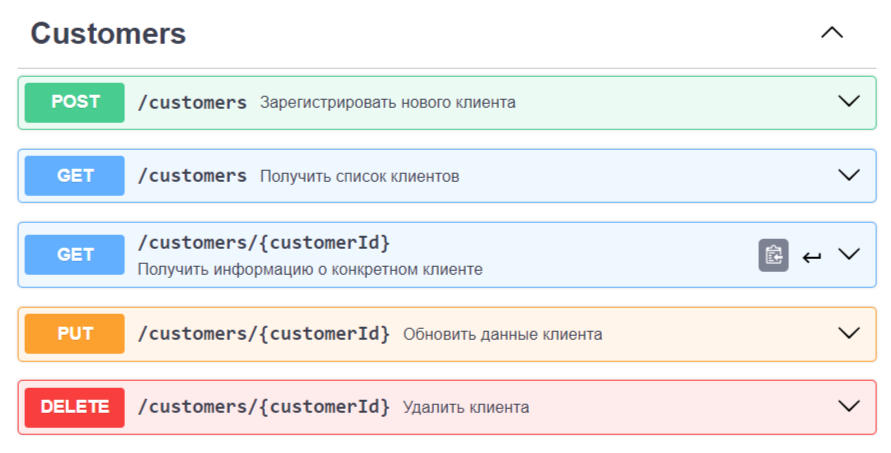 Customers
POST /customers Зарегистрировать нового клиента
GET /customers Получить список клиентов
GET /customers/{customerId}
Получить информацию о конкретном клиенте
PUT /customers/{customerId} Обновить данные клиента
DELETE /customers/{customerId} Удалить клиента